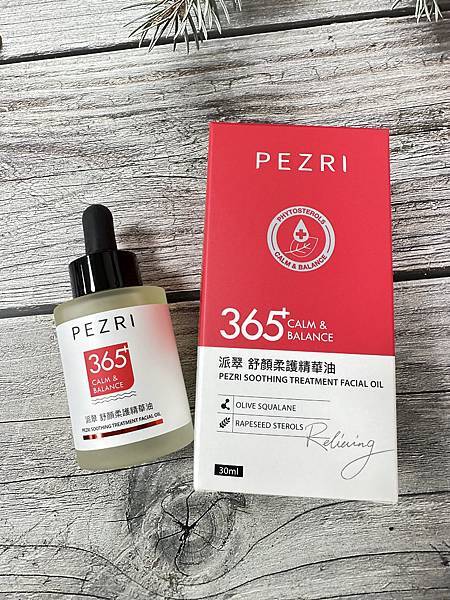 PEZRI
PHYTOSTEROLS
CALM & BALANCE
365+
CALM &
BALANCE
派翠 舒顏柔護精華油
PEZRI SOOTHING TREATMENT FACIAL OIL
OLIVE SQUALANE
RAPESEED STEROLS
Relieving
30ml
PEZRI
365+
CALM &
BALANCE
派翠 舒顏柔護精華油
PEZRI SOOTHING TREATMENT FACIAL OIL